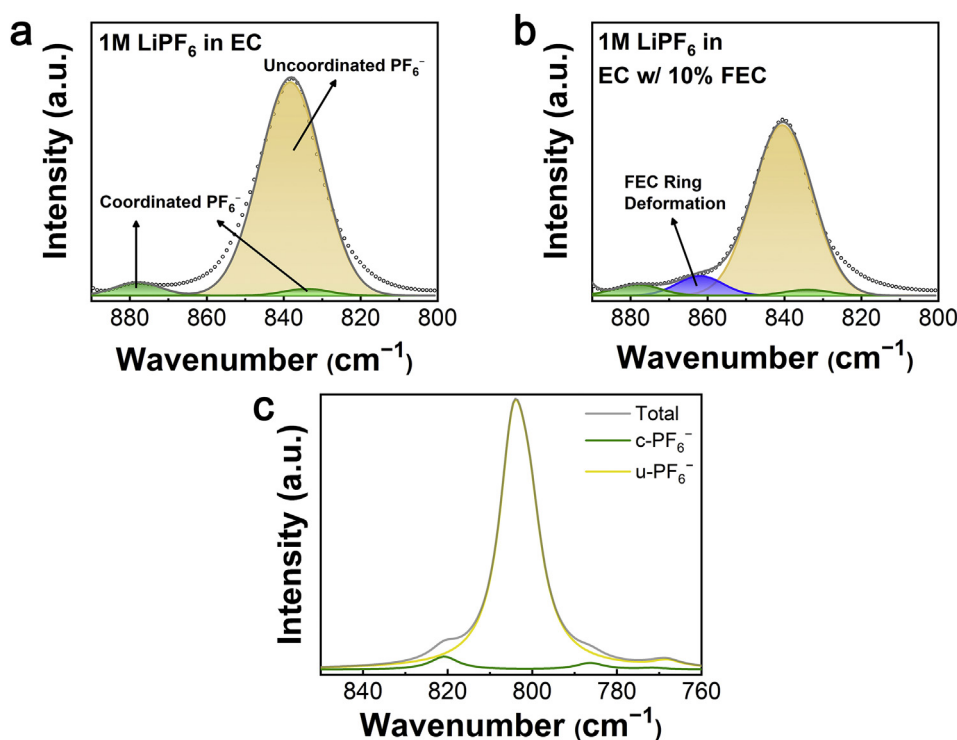 a
1M LiPF₆ in EC
Uncoordinated PF₆⁻
Coordinated PF₆⁻
Intensity (a.u.)
880 860 840 820 800
Wavenumber (cm⁻¹)
b
1M LiPF₆ in
EC w/ 10% FEC
FEC Ring
Deformation
Intensity (a.u.)
880 860 840 820 800
Wavenumber (cm⁻¹)
c
Total
c-PF₆⁻
u-PF₆⁻
Intensity (a.u.)
840 820 800 780 760
Wavenumber (cm⁻¹)